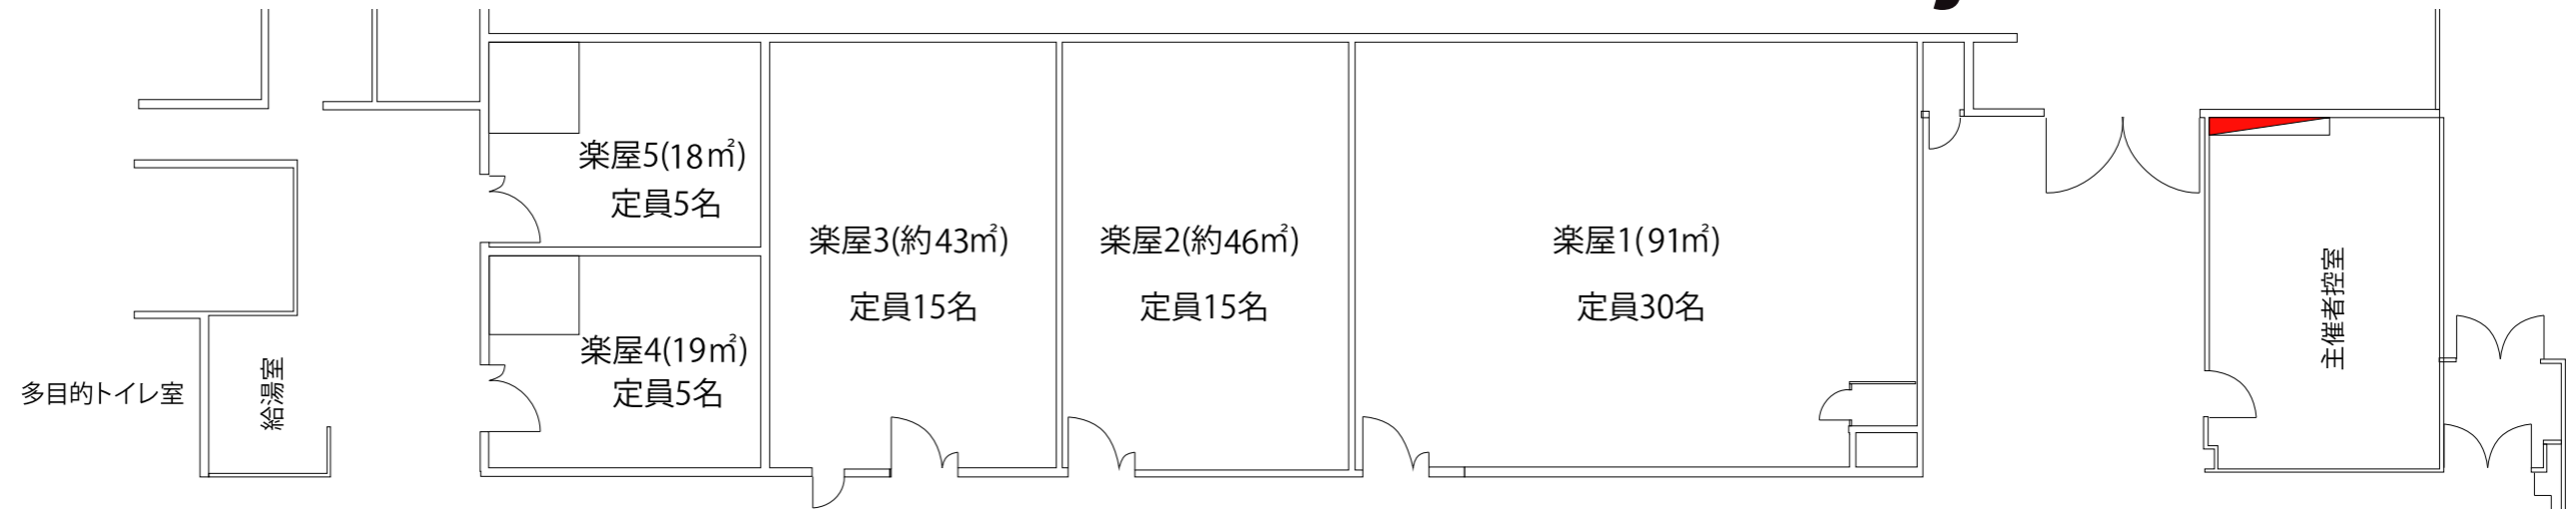 楽屋5(18㎡)
定員5名
楽屋4(19㎡)
定員5名
楽屋3(約43㎡)
定員15名
楽屋2(約46㎡)
定員15名
楽屋1(91㎡)
定員30名
主催者控室
給湯室
多目的トイレ室